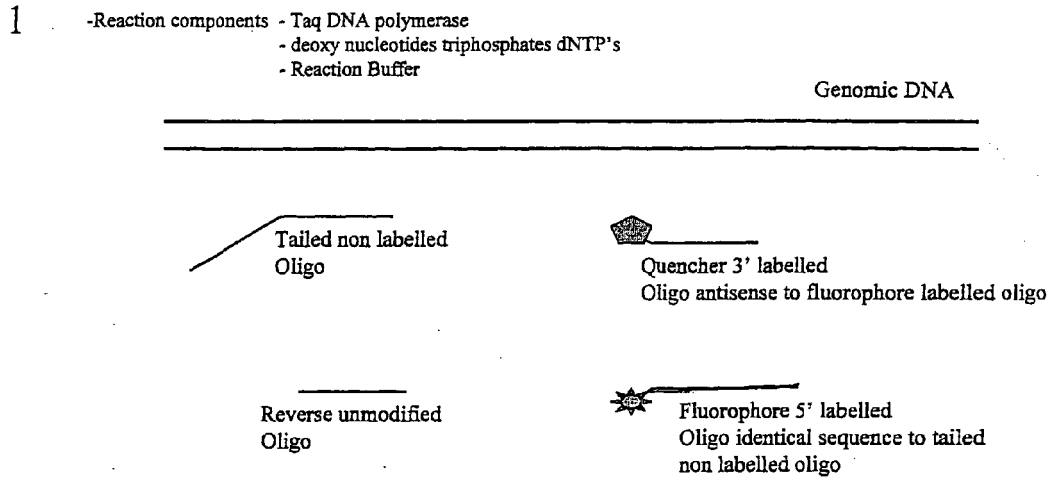 1
-Reaction components - Taq DNA polymerase
- deoxy nucleotides triphosphates dNTP's
- Reaction Buffer
Genomic DNA
Tailed non labelled
Oligo
Quencher 3' labelled
Oligo antisense to fluorophore labelled oligo
Reverse unmodified
Oligo
Fluorophore 5' labelled
Oligo identical sequence to tailed
non labelled oligo